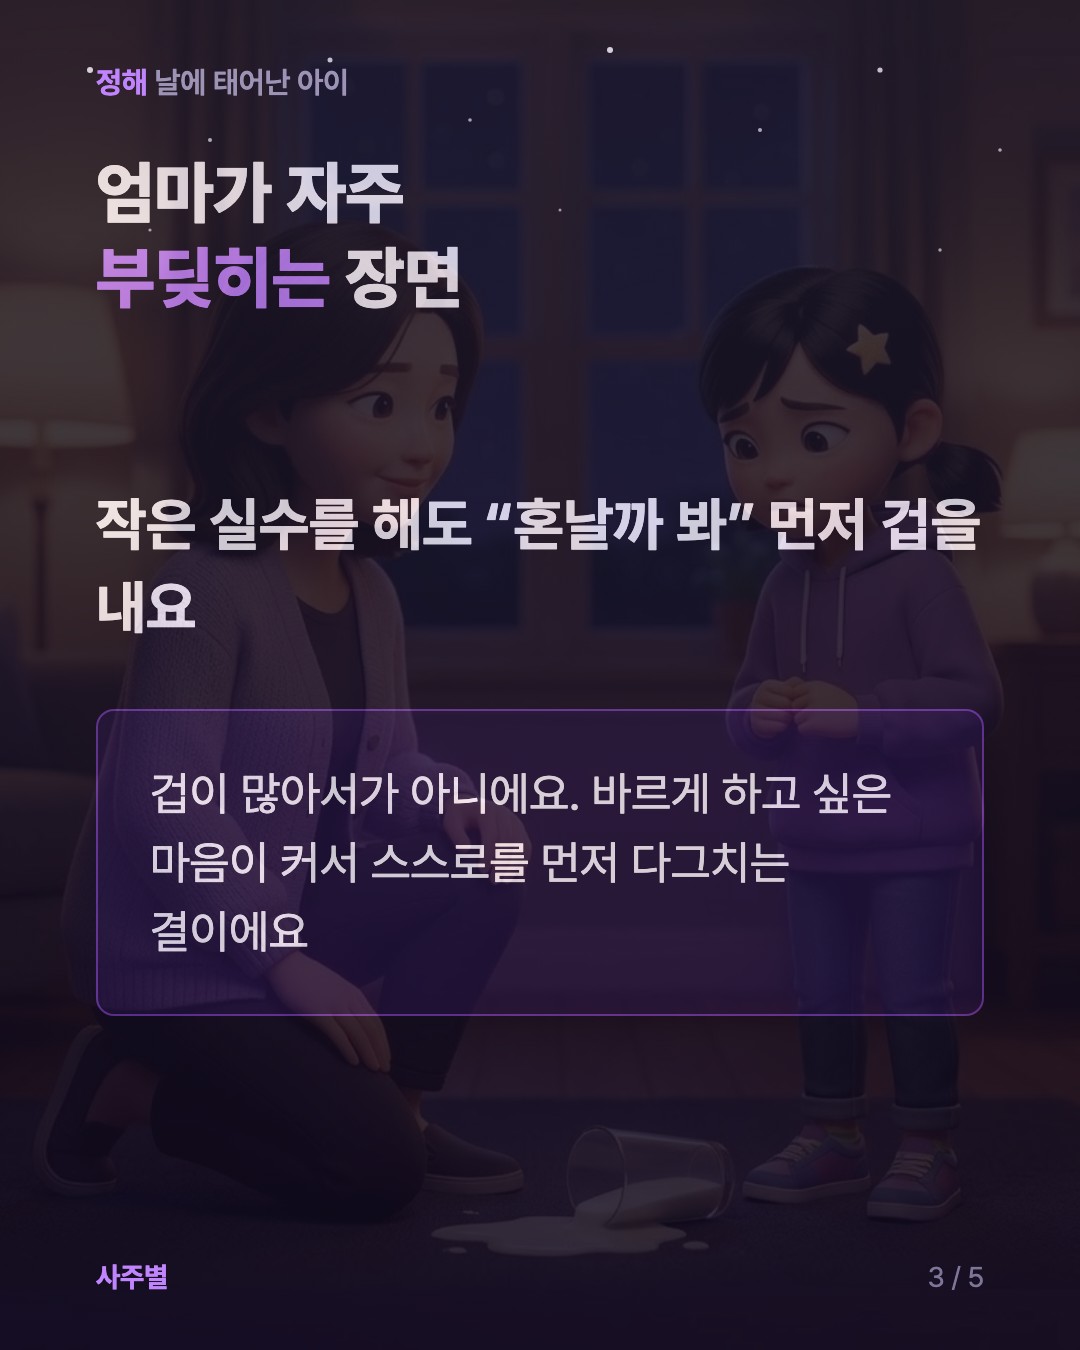 정해 날에 태어난 아이
엄마가 자주
부딪히는 장면
작은 실수를 해도 “혼날까 봐” 먼저 겁을
내요
겁이 많아서가 아니에요. 바르게 하고 싶은
마음이 커서 스스로를 먼저 다그치는
결이에요
사주별
3 / 5